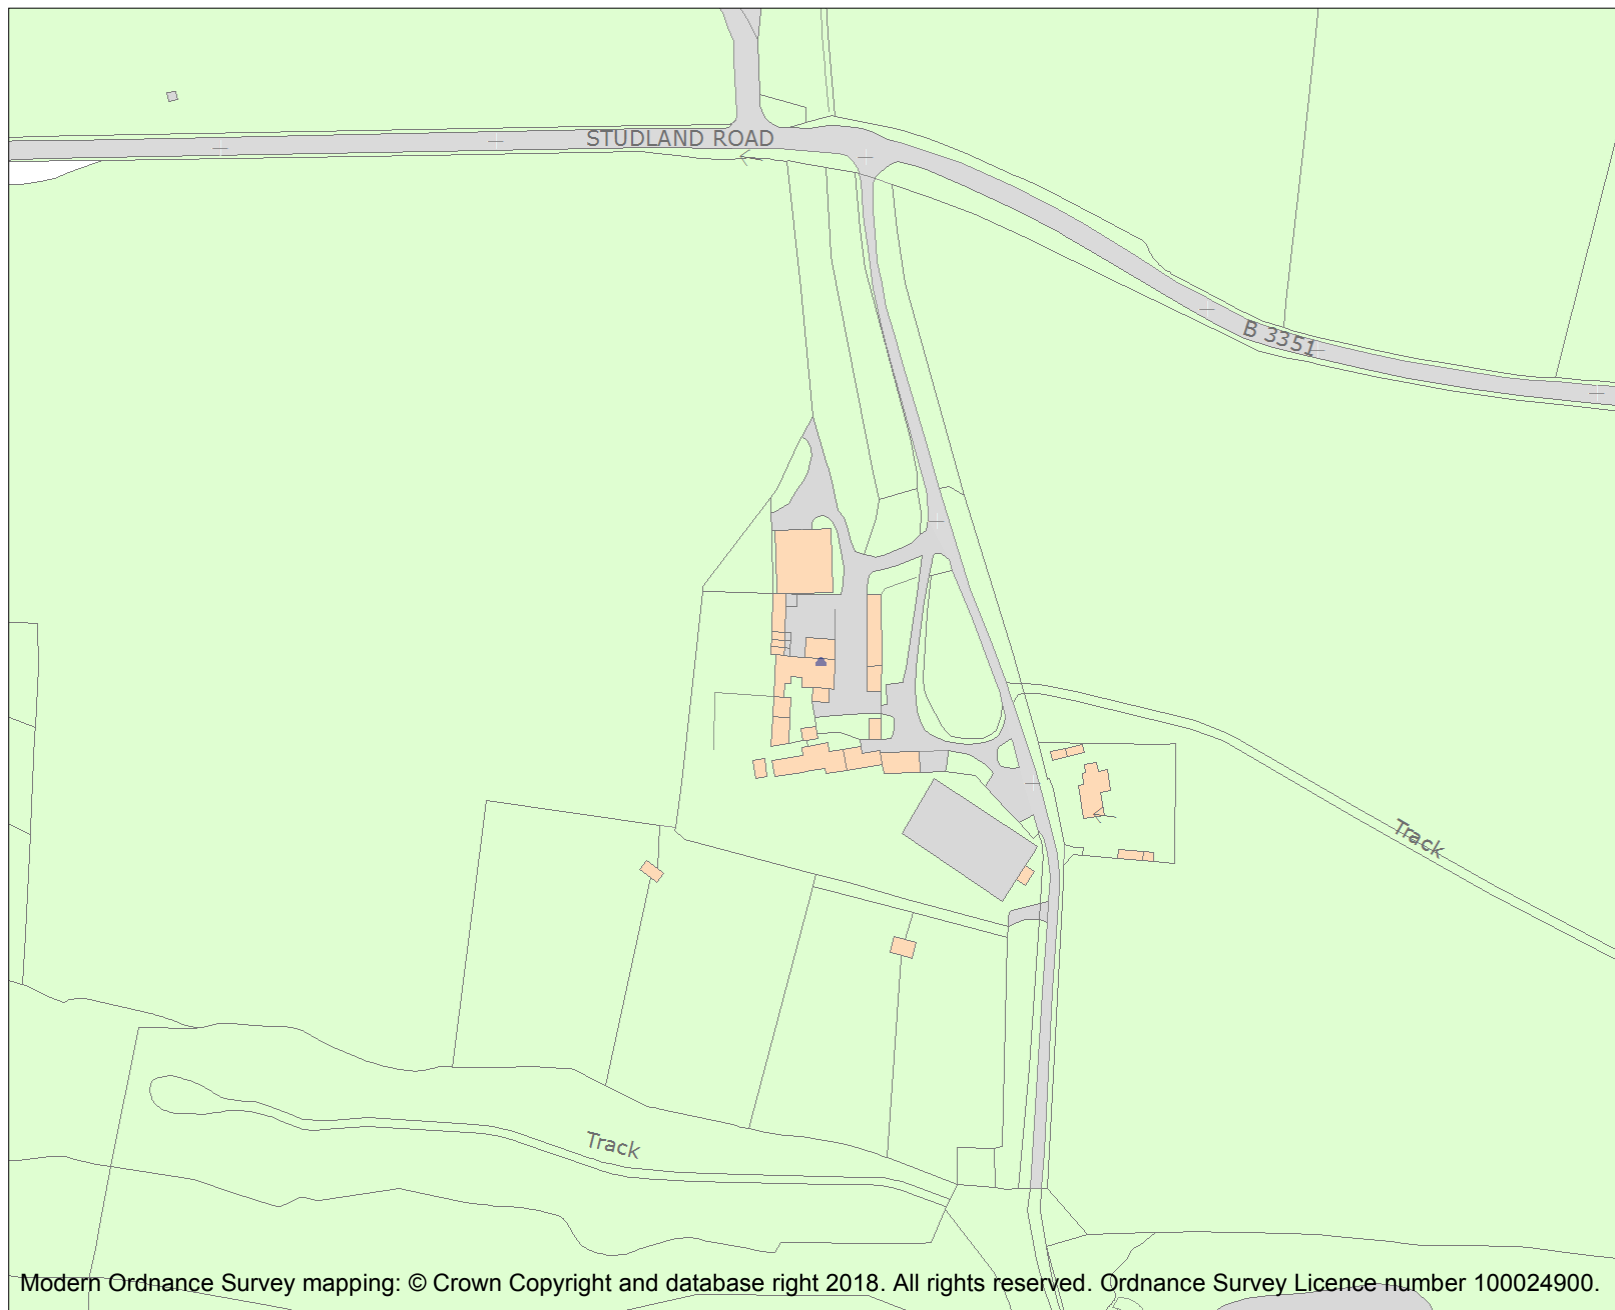 STUDLAND ROAD
B 3351
Track
Track
Modern Ordnance Survey mapping: © Crown Copyright and database right 2018. All rights reserved. Ordnance Survey Licence number 100024900.